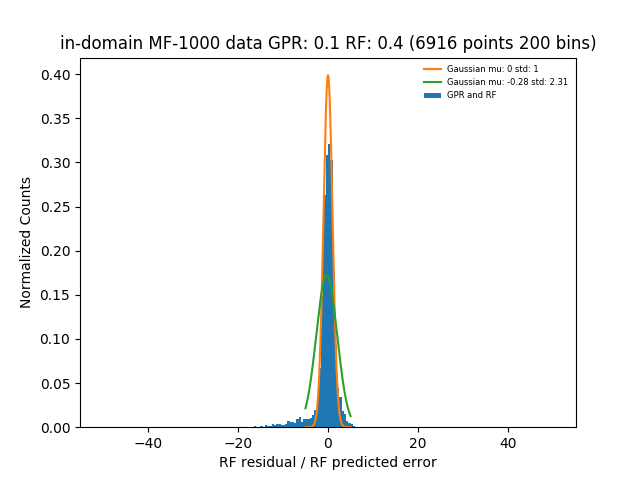 in-domain MF-1000 data GPR: 0.1 RF: 0.4 (6916 points 200 bins)
Gaussian mu: 0 std: 1
Gaussian mu: -0.28 std: 2.31
GPR and RF
0.40
0.35
0.30
0.25
0.20
0.15
0.10
0.05
0.00
Normalized Counts
−40
−20
0
20
40
RF residual / RF predicted error